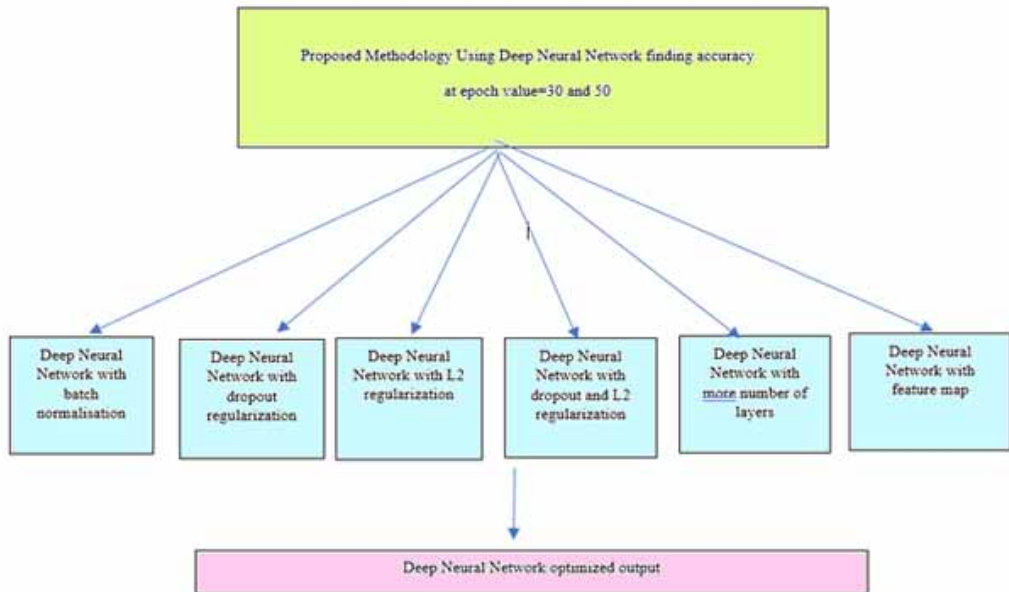 Proposed Methodology Using Deep Neural Network finding accuracy
at epoch value=30 and 50
Deep Neural
Network with
batch
normalisation
Deep Neural
Network with
dropout
regularization
Deep Neural
Network with L2
regularization
Deep Neural
Network with
dropout and L2
regularization
Deep Neural
Network with
more number of
layers
Deep Neural
Network with
feature map
Deep Neural Network optimized output